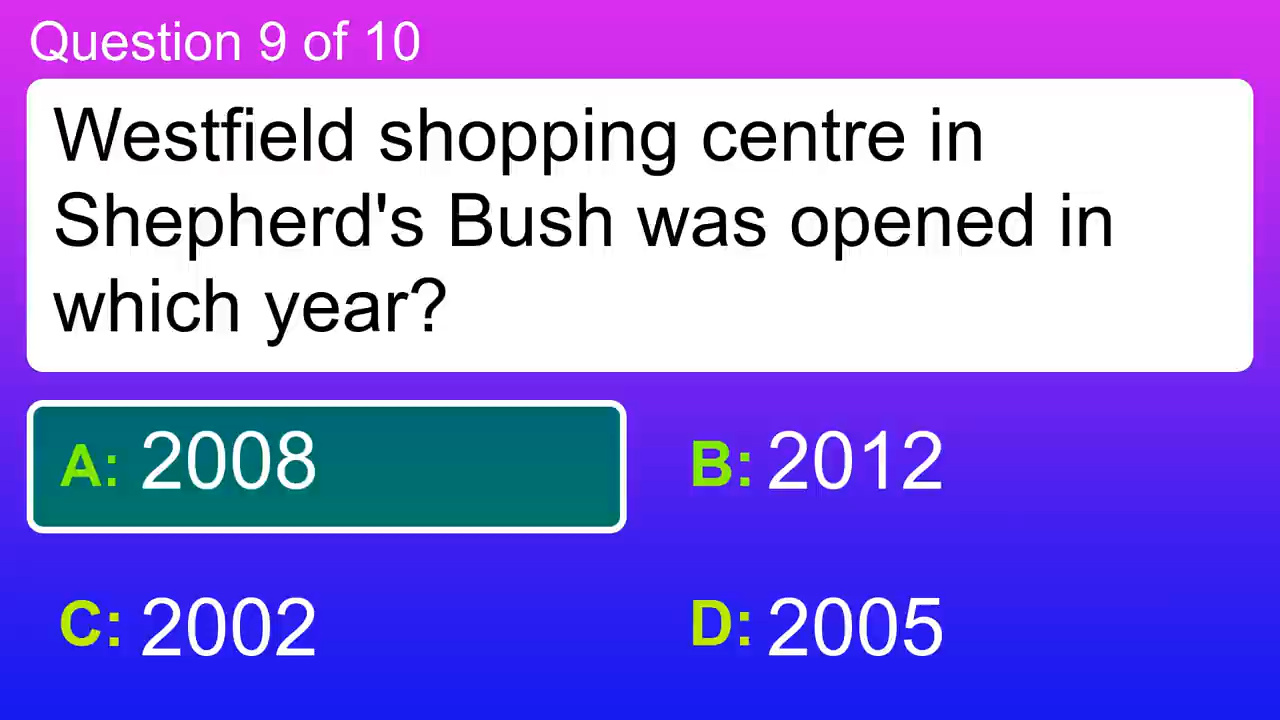 Question 9 of 10
Westfield shopping centre in
Shepherd's Bush was opened in
which year?
A: 2008
B: 2012
C: 2002
D: 2005